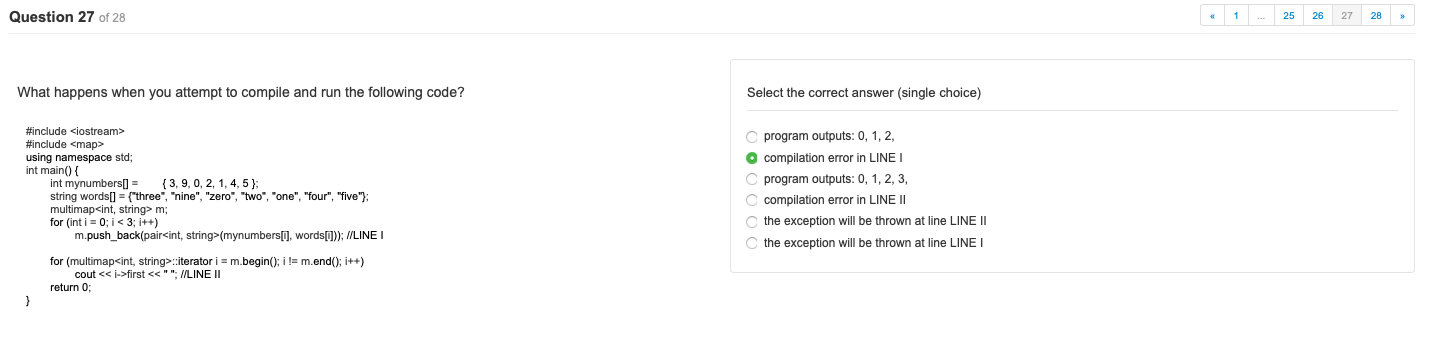 Question 27 of 28
« 1 ... 25 26 27 28 »
What happens when you attempt to compile and run the following code?
#include <iostream>
#include <map>
using namespace std;
int main() {
int mynumbers[] = { 3, 9, 0, 2, 1, 4, 5 };
string words[] = {"three", "nine", "zero", "two", "one", "four", "five"};
multimap<int, string> m;
for (int i = 0; i < 3; i++)
m.push_back(pair<int, string>(mynumbers[i], words[i])); //LINE I
for (multimap<int, string>::iterator i = m.begin(); i != m.end(); i++)
cout << i->first << " "; //LINE II
return 0;
}
Select the correct answer (single choice)
program outputs: 0, 1, 2,
compilation error in LINE I
program outputs: 0, 1, 2, 3,
compilation error in LINE II
the exception will be thrown at line LINE II
the exception will be thrown at line LINE I